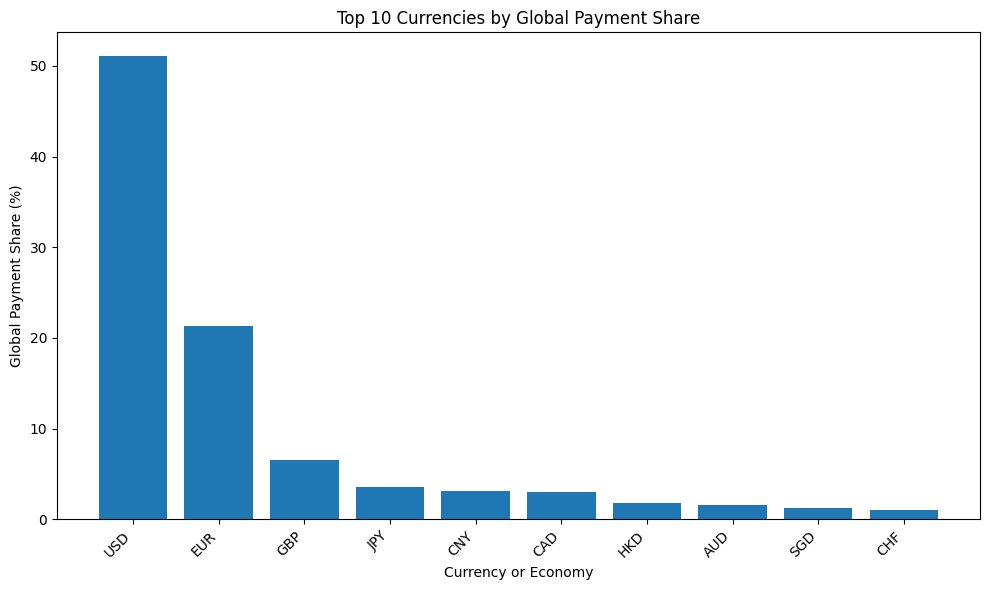 Top 10 Currencies by Global Payment Share
Global Payment Share (%)
50
40
30
20
10
0
USD
EUR
GBP
JPY
CNY
CAD
HKD
AUD
SGD
CHF
Currency or Economy